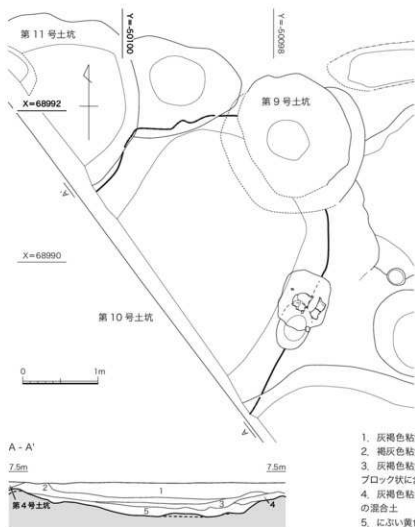 第11号土坑
Y=-50100
Y=-50098
X=68992
第9号土坑
X=68990
第10号土坑
0 1m
A - A'
7.5m 7.5m
2 1
第4号土坑 5 3 4
1. 灰褐色粘
2. 褐灰色粘
3. 灰褐色粘
ブロック状に
4. 灰褐色粘
の混合土
5. にぶい黄